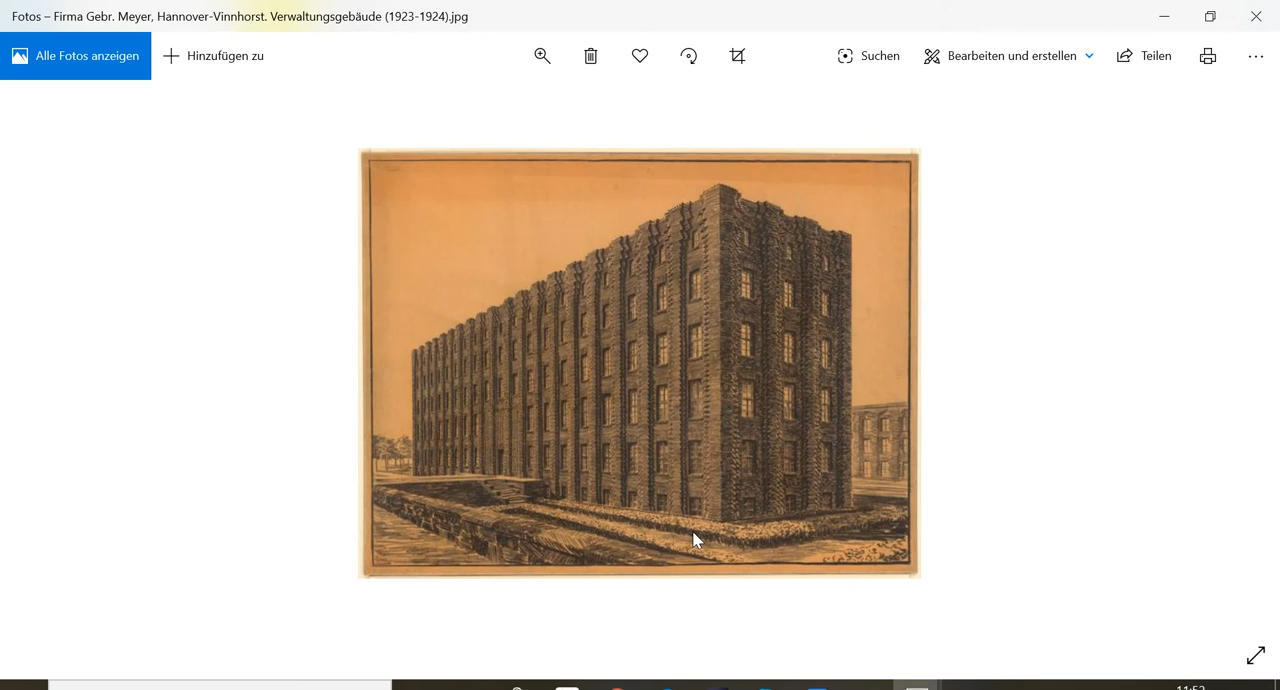 Fotos – Firma Gebr. Meyer, Hannover-Vinnhorst. Verwaltungsgebäude (1923-1924).jpg
Alle Fotos anzeigen
Hinzufügen zu
Suchen
Bearbeiten und erstellen
Teilen